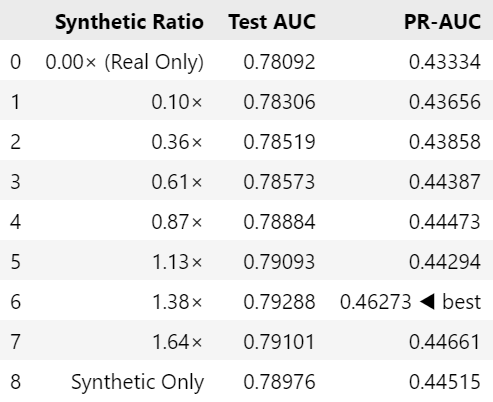 Synthetic Ratio Test AUC PR-AUC
0 0.00× (Real Only) 0.78092 0.43334
1 0.10× 0.78306 0.43656
2 0.36× 0.78519 0.43858
3 0.61× 0.78573 0.44387
4 0.87× 0.78884 0.44473
5 1.13× 0.79093 0.44294
6 1.38× 0.79288 0.46273 ◀ best
7 1.64× 0.79101 0.44661
8 Synthetic Only 0.78976 0.44515